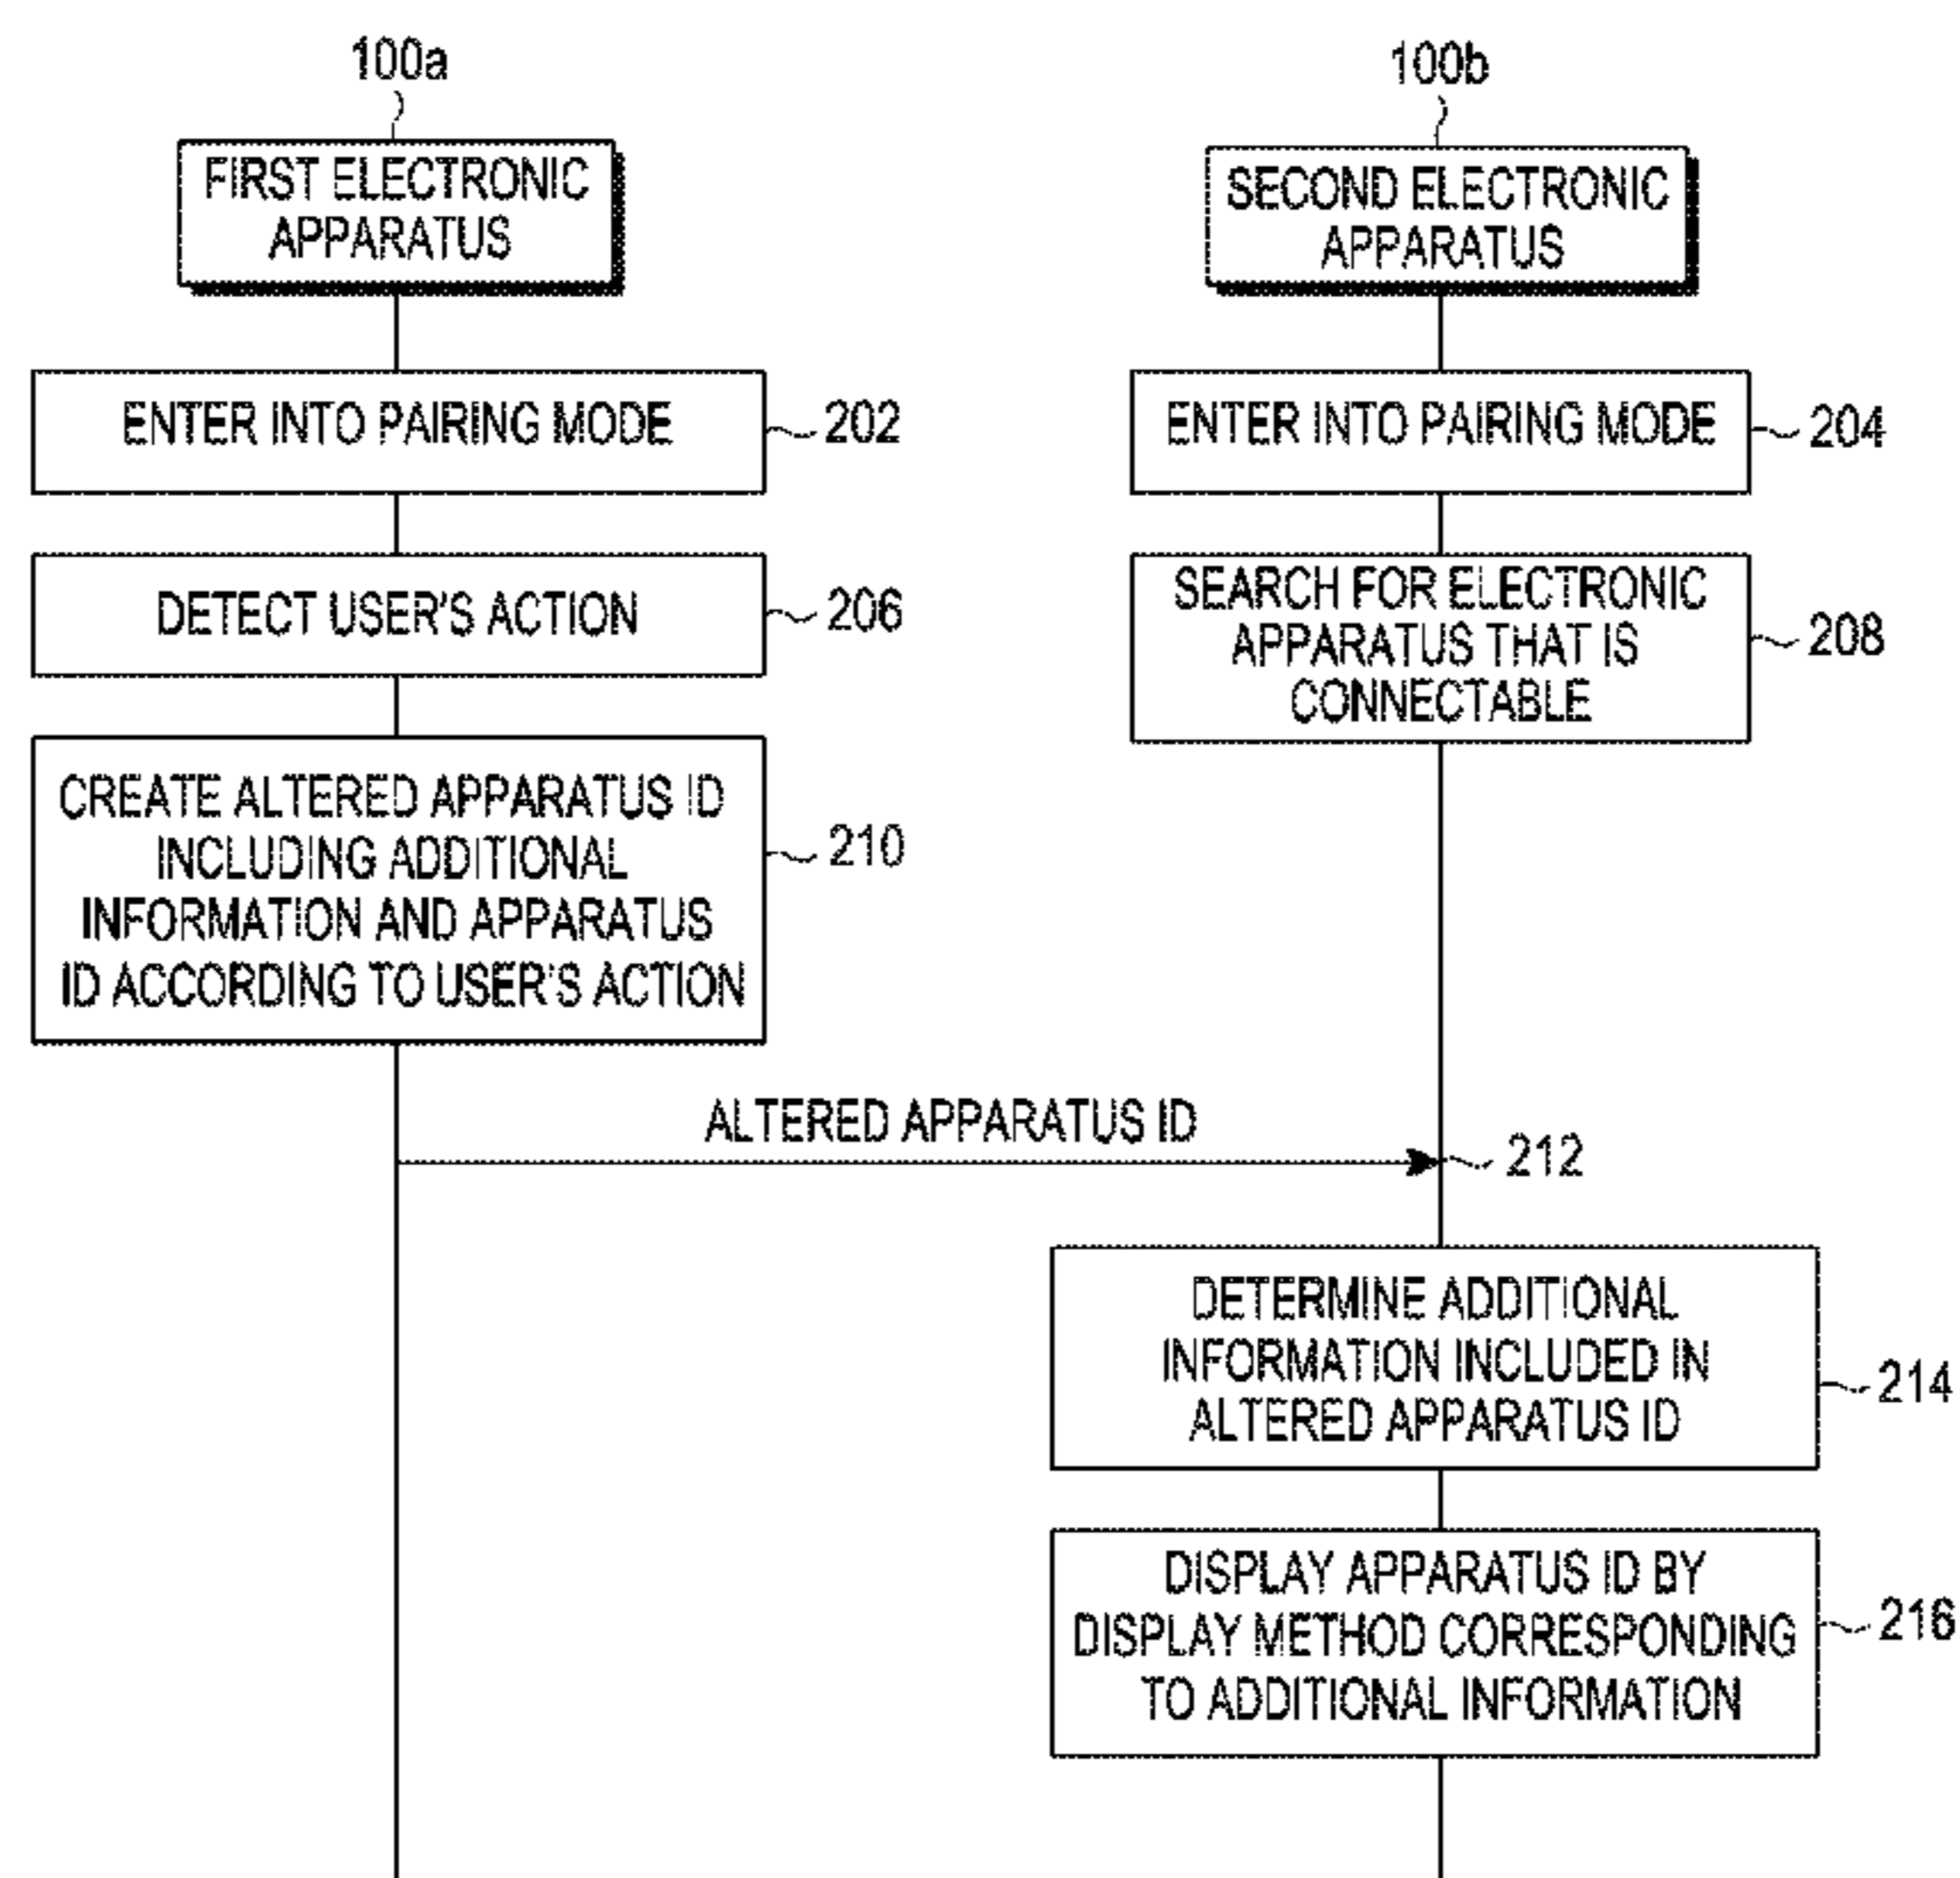 100a
100b
FIRST ELECTRONIC
APPARATUS
SECOND ELECTRONIC
APPARATUS
ENTER INTO PAIRING MODE
202
ENTER INTO PAIRING MODE
204
DETECT USER'S ACTION
206
SEARCH FOR ELECTRONIC
APPARATUS THAT IS
CONNECTABLE
208
CREATE ALTERED APPARATUS ID
INCLUDING ADDITIONAL
INFORMATION AND APPARATUS
ID ACCORDING TO USER'S ACTION
210
ALTERED APPARATUS ID
212
DETERMINE ADDITIONAL
INFORMATION INCLUDED IN
ALTERED APPARATUS ID
214
DISPLAY APPARATUS ID BY
DISPLAY METHOD CORRESPONDING
TO ADDITIONAL INFORMATION
216